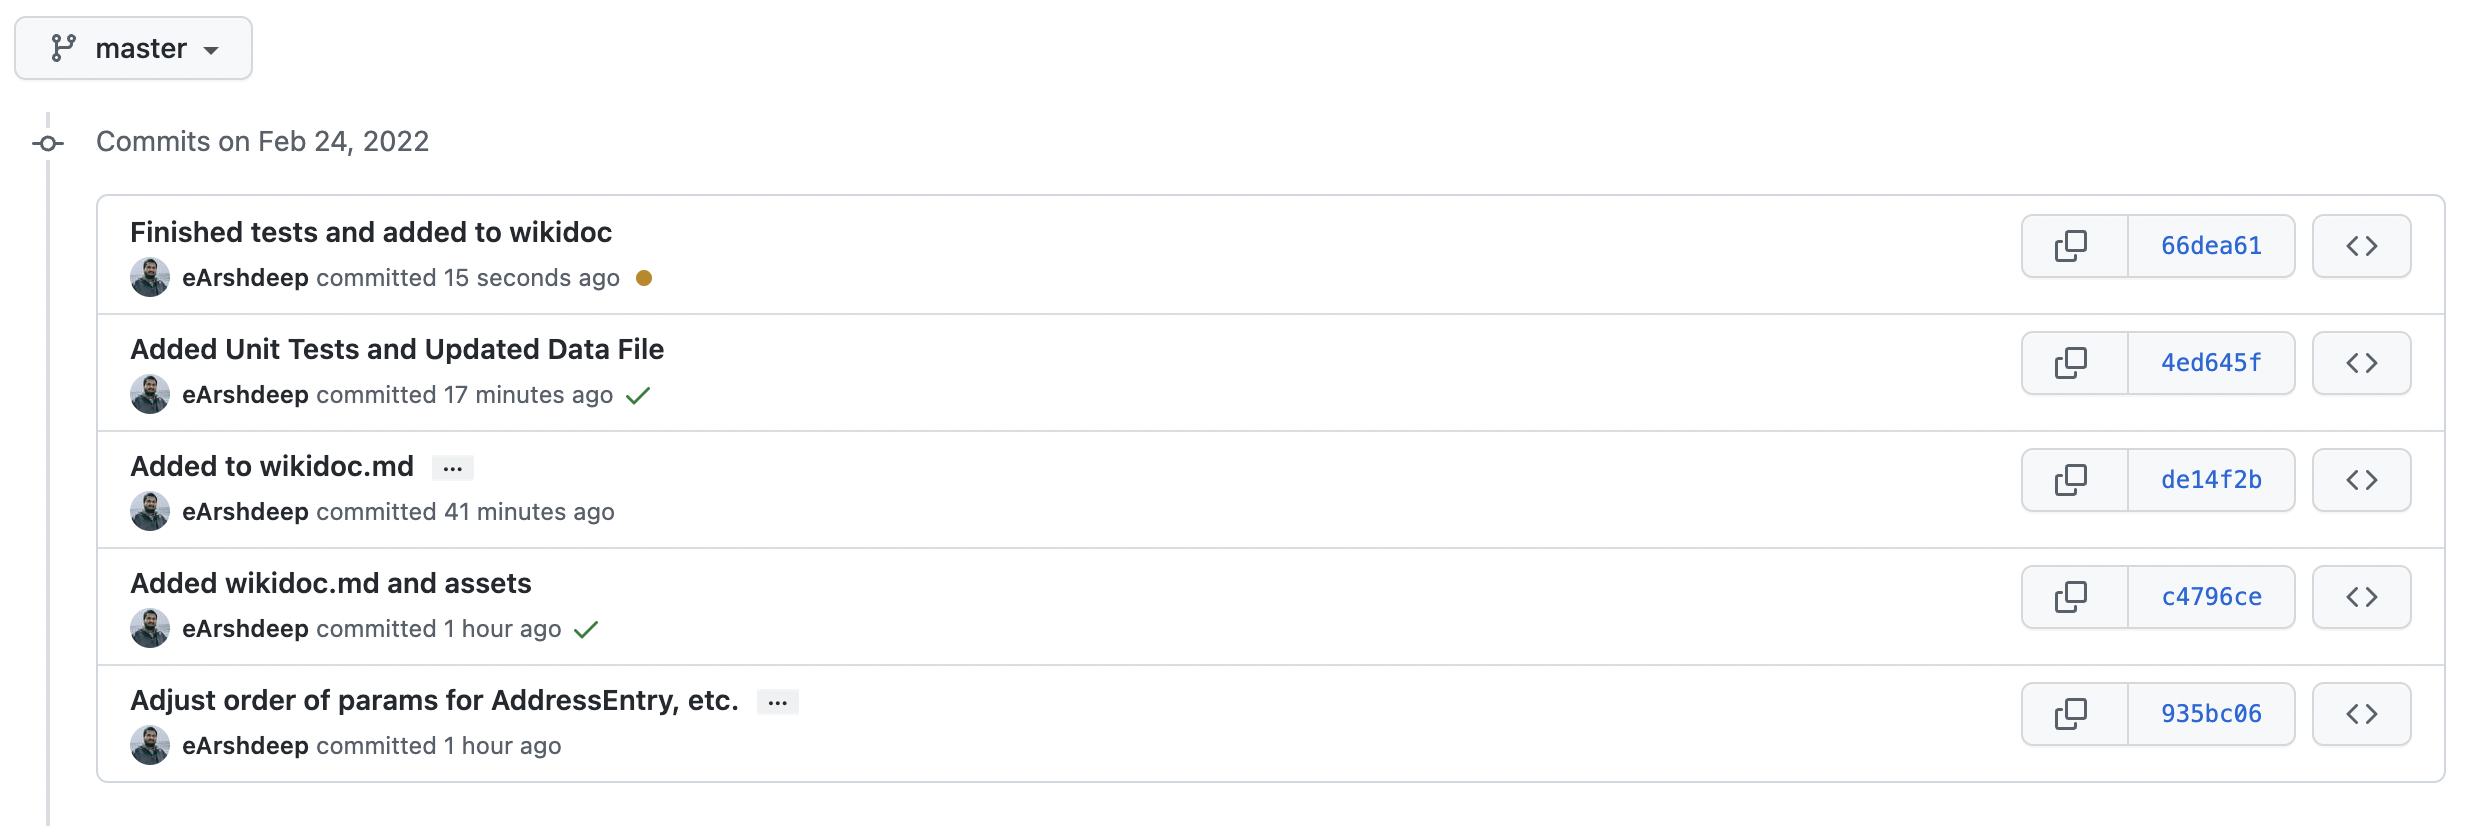 master
Commits on Feb 24, 2022
Finished tests and added to wikidoc
eArshdeep committed 15 seconds ago
66dea61
Added Unit Tests and Updated Data File
eArshdeep committed 17 minutes ago
4ed645f
Added to wikidoc.md ...
eArshdeep committed 41 minutes ago
de14f2b
Added wikidoc.md and assets
eArshdeep committed 1 hour ago
c4796ce
Adjust order of params for AddressEntry, etc. ...
eArshdeep committed 1 hour ago
935bc06